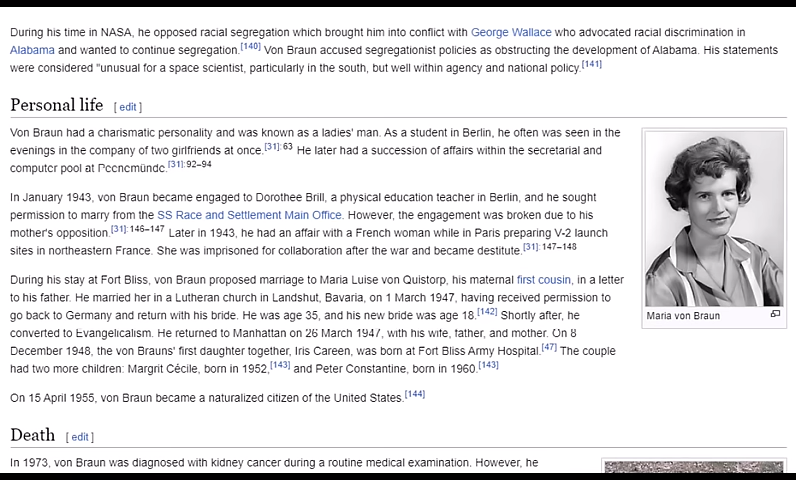 During his time in NASA, he opposed racial segregation which brought him into conflict with George Wallace who advocated racial discrimination in
Alabama and wanted to continue segregation.[140] Von Braun accused segregationist policies as obstructing the development of Alabama. His statements
were considered "unusual for a space scientist, particularly in the south, but well within agency and national policy.[141]
Personal life [ edit ]
Von Braun had a charismatic personality and was known as a ladies' man. As a student in Berlin, he often was seen in the
evenings in the company of two girlfriends at once.[31]:63 He later had a succession of affairs within the secretarial and
computer pool at Peenemünde.[31]:92–94
In January 1943, von Braun became engaged to Dorothee Brill, a physical education teacher in Berlin, and he sought
permission to marry from the SS Race and Settlement Main Office. However, the engagement was broken due to his
mother's opposition.[31]:146–147 Later in 1943, he had an affair with a French woman while in Paris preparing V-2 launch
sites in northeastern France. She was imprisoned for collaboration after the war and became destitute.[31]:147–148
During his stay at Fort Bliss, von Braun proposed marriage to Maria Luise von Quistorp, his maternal first cousin, in a letter
to his father. He married her in a Lutheran church in Landshut, Bavaria, on 1 March 1947, having received permission to
go back to Germany and return with his bride. He was age 35, and his new bride was age 18.[142] Shortly after, he
converted to Evangelicalism. He returned to Manhattan on 26 March 1947, with his wife, father, and mother. On 8
December 1948, the von Brauns' first daughter together, Iris Careen, was born at Fort Bliss Army Hospital.[47] The couple
had two more children: Margrit Cécile, born in 1952,[143] and Peter Constantine, born in 1960.[143]
On 15 April 1955, von Braun became a naturalized citizen of the United States.[144]
Maria von Braun
Death [ edit ]
In 1973, von Braun was diagnosed with kidney cancer during a routine medical examination. However, he